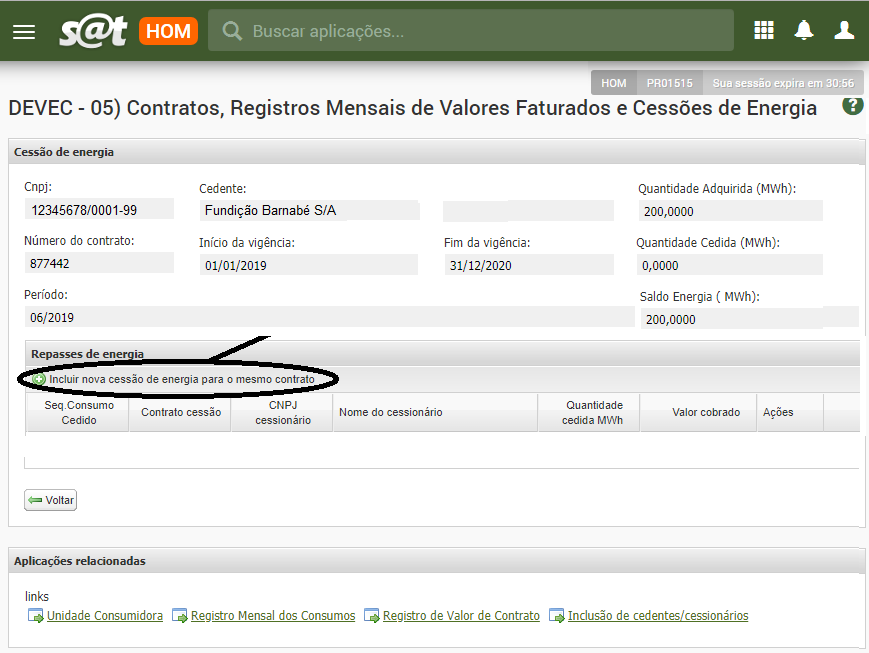 s@t HOM Buscar aplicações...
HOM PR01515 Sua sessão expira em 30:56
DEVEC - 05) Contratos, Registros Mensais de Valores Faturados e Cessões de Energia ?
Cessão de energia
Cnpj: Cedente: Quantidade Adquirida (MWh):
12345678/0001-99 Fundição Barnabé S/A 200,0000
Número do contrato: Início da vigência: Fim da vigência: Quantidade Cedida (MWh):
877442 01/01/2019 31/12/2020 0,0000
Período: Saldo Energia ( MWh):
06/2019 200,0000
Repasses de energia
Incluir nova cessão de energia para o mesmo contrato
Seq.Consumo Cedido Contrato cessão CNPJ cessionário Nome do cessionário Quantidade cedida MWh Valor cobrado Ações
Voltar
Aplicações relacionadas
links
Unidade Consumidora Registro Mensal dos Consumos Registro de Valor de Contrato Inclusão de cedentes/cessionários